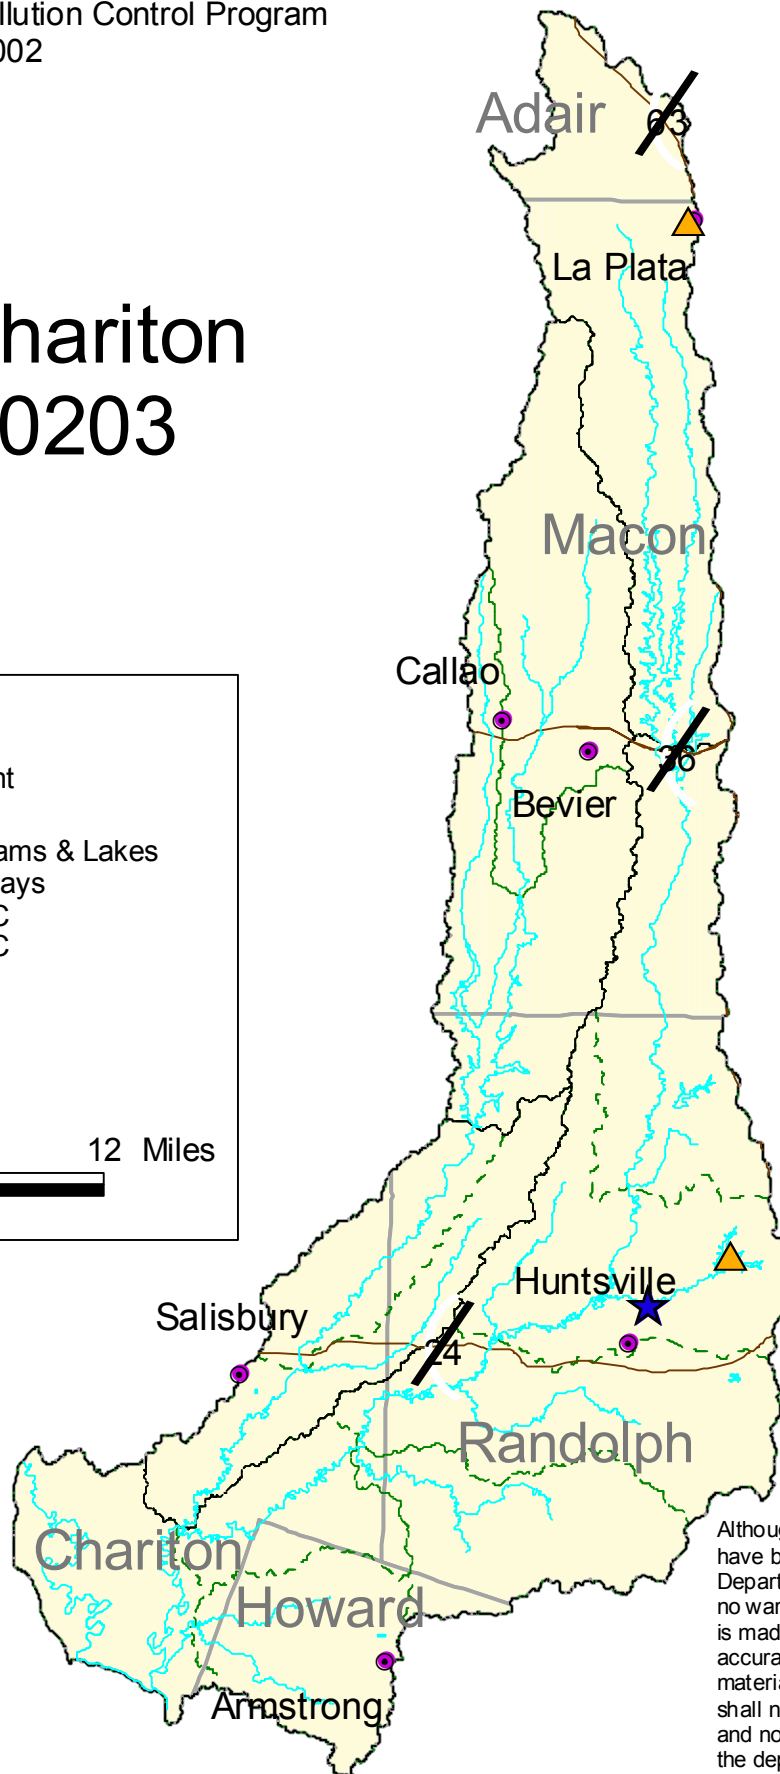 llution Control Program
002
Adair
63
La Plata
hariton
0203
Macon
Callao
36
Bevier
nt
ams & Lakes
ays
C
C
12 Miles
Huntsville
Salisbury
24
Randolph
Chariton
Howard
Armstrong
Althoug
have b
Depart
no war
is mad
accura
materia
shall n
and no
the dep